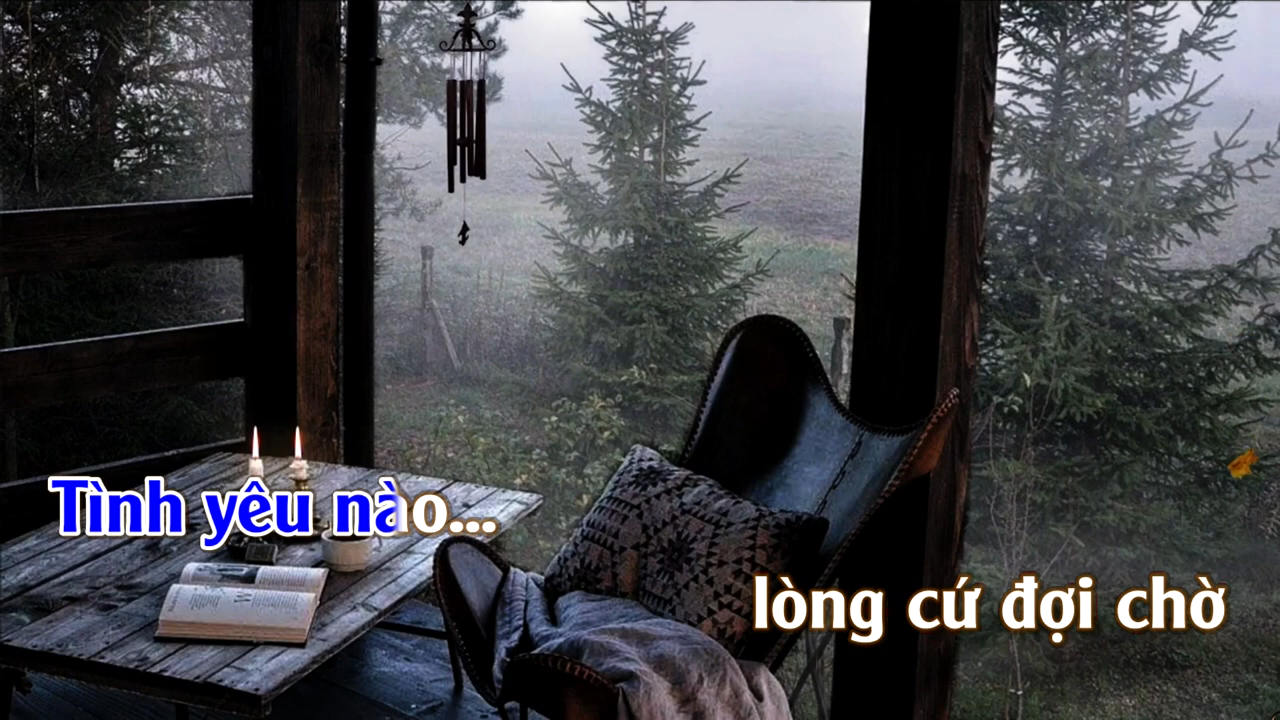 Tình yêu nào...
lòng cứ đợi chờ